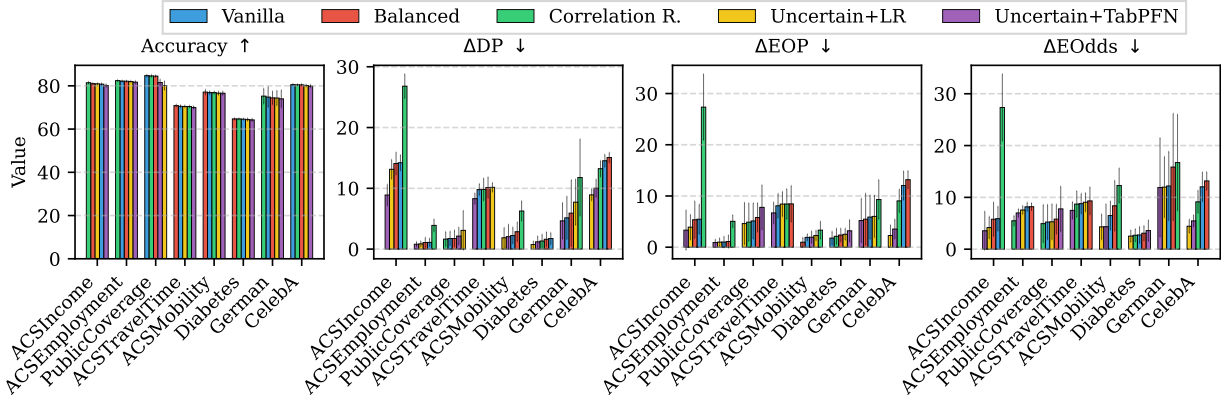 Vanilla Balanced Correlation R. Uncertain+LR Uncertain+TabPFN
Accuracy ↑
Value
0
20
40
60
80
ACSIncome
ACSEmployment
PublicCoverage
ACSTravelTime
ACSMobility
Diabetes
German
CelebA
ΔDP ↓
0
10
20
30
ACSIncome
ACSEmployment
PublicCoverage
ACSTravelTime
ACSMobility
Diabetes
German
CelebA
ΔEOP ↓
0
10
20
30
ACSIncome
ACSEmployment
PublicCoverage
ACSTravelTime
ACSMobility
Diabetes
German
CelebA
ΔEOdds ↓
0
10
20
30
ACSIncome
ACSEmployment
PublicCoverage
ACSTravelTime
ACSMobility
Diabetes
German
CelebA